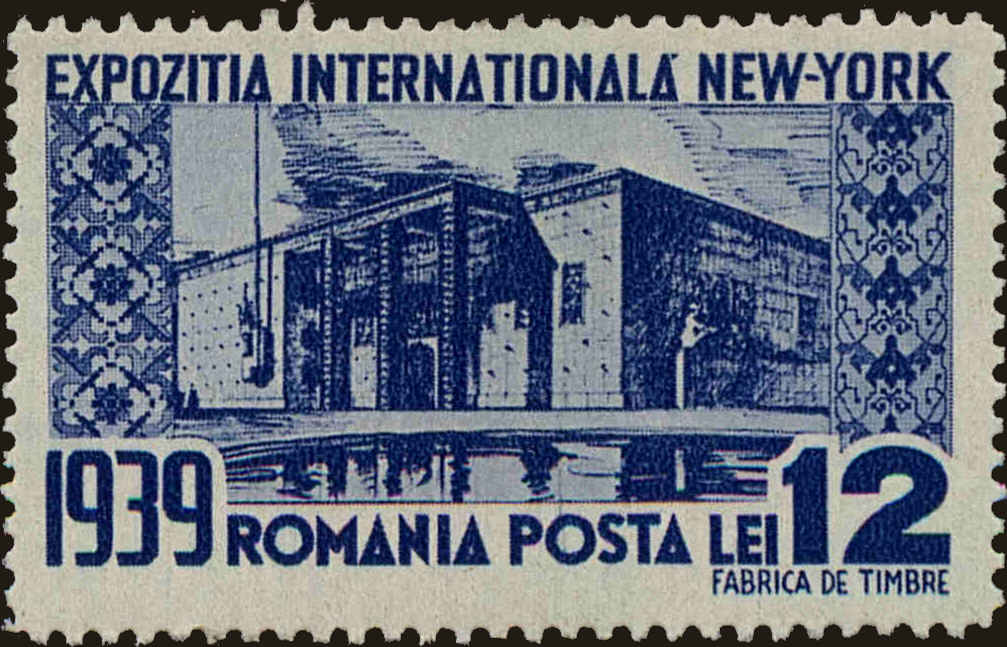 EXPOZITIA INTERNATIONALĂ NEW-YORK
1939 ROMANIA POSTA LEI 12
FABRICA DE TIMBRE